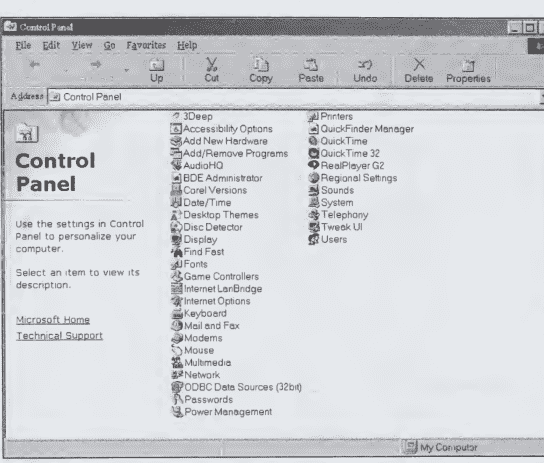 Control Panel
File Edit View Go Favorites Help
Up Cut Copy Paste Undo Delete Properties
Address Control Panel
Control
Panel
Use the settings in Control
Panel to personalize your
computer.
Select an item to view its
description.
Microsoft Home
Technical Support
3Deep
Accessibility Options
Add New Hardware
Add/Remove Programs
AudioHQ
BDE Administrator
Corel Versions
Date/Time
Desktop Themes
Disc Detector
Display
Find Fast
Fonts
Game Controllers
Internet LanBridge
Internet Options
Keyboard
Mail and Fax
Modems
Mouse
Multimedia
Network
ODBC Data Sources (32bit)
Passwords
Power Management
Printers
QuickFinder Manager
QuickTime
QuickTime 32
RealPlayer G2
Regional Settings
Sounds
System
Telephony
Tweak UI
Users
My Computer